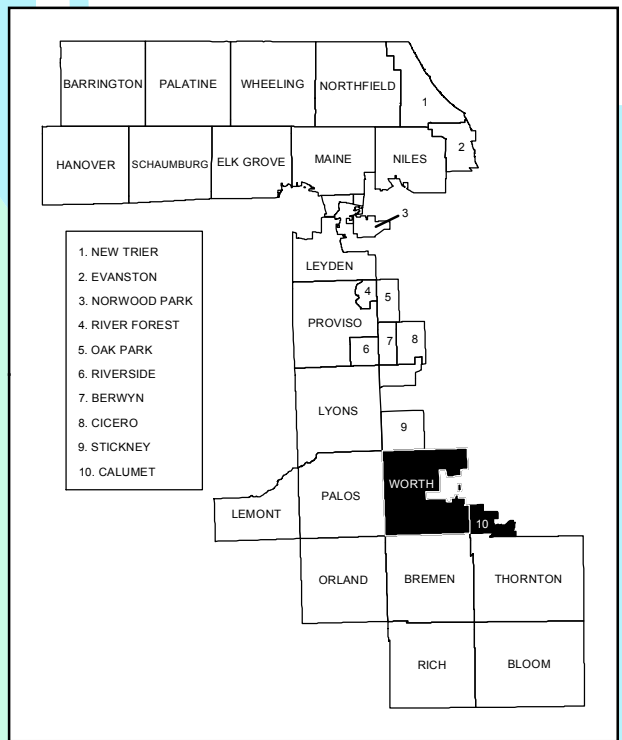 BARRINGTON PALATINE WHEELING NORTHFIELD
1
2
HANOVER SCHAUMBURG ELK GROVE MAINE NILES
3
1. NEW TRIER
2. EVANSTON
3. NORWOOD PARK
4. RIVER FOREST
5. OAK PARK
6. RIVERSIDE
7. BERWYN
8. CICERO
9. STICKNEY
10. CALUMET
LEYDEN
4
5
PROVISO
7
8
6
LYONS
9
WORTH
PALOS
LEMONT
10
ORLAND BREMEN THORNTON
RICH BLOOM